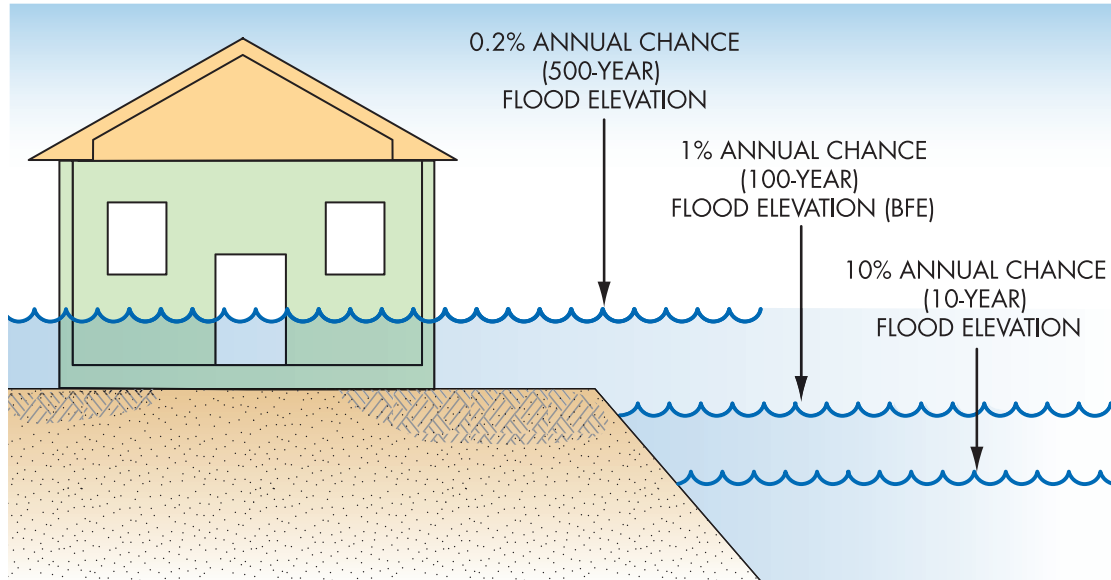 0.2% ANNUAL CHANCE
(500-YEAR)
FLOOD ELEVATION
1% ANNUAL CHANCE
(100-YEAR)
FLOOD ELEVATION (BFE)
10% ANNUAL CHANCE
(10-YEAR)
FLOOD ELEVATION